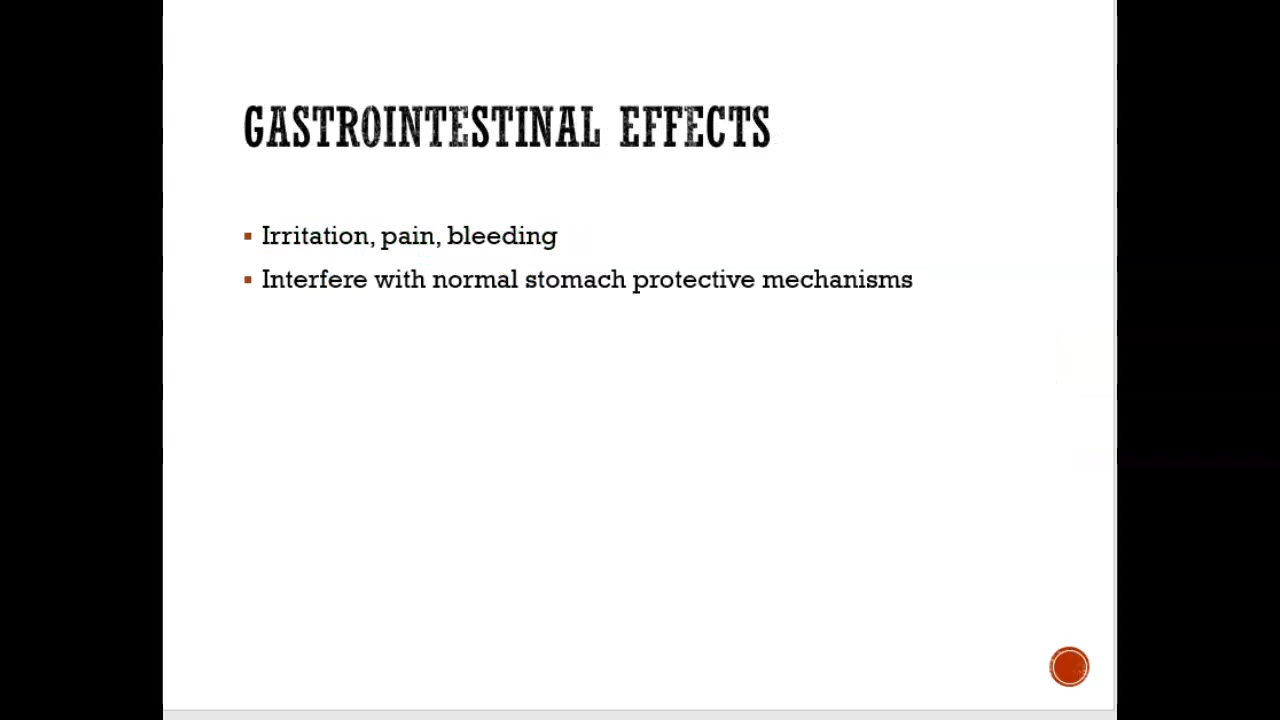 GASTROINTESTINAL EFFECTS
▪ Irritation, pain, bleeding
▪ Interfere with normal stomach protective mechanisms